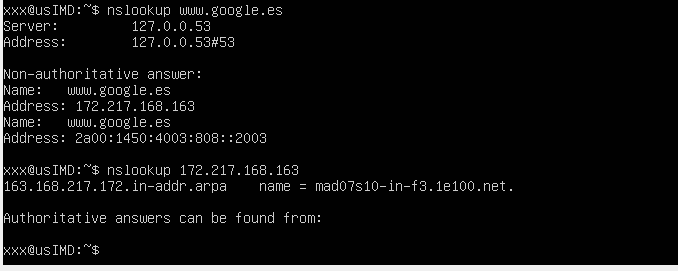 xxx@usIMD:~$ nslookup www.google.es
Server: 127.0.0.53
Address: 127.0.0.53#53
Non-authoritative answer:
Name: www.google.es
Address: 172.217.168.163
Name: www.google.es
Address: 2a00:1450:4003:808::2003
xxx@usIMD:~$ nslookup 172.217.168.163
163.168.217.172.in-addr.arpa name = mad07s10-in-f3.1e100.net.
Authoritative answers can be found from:
xxx@usIMD:~$